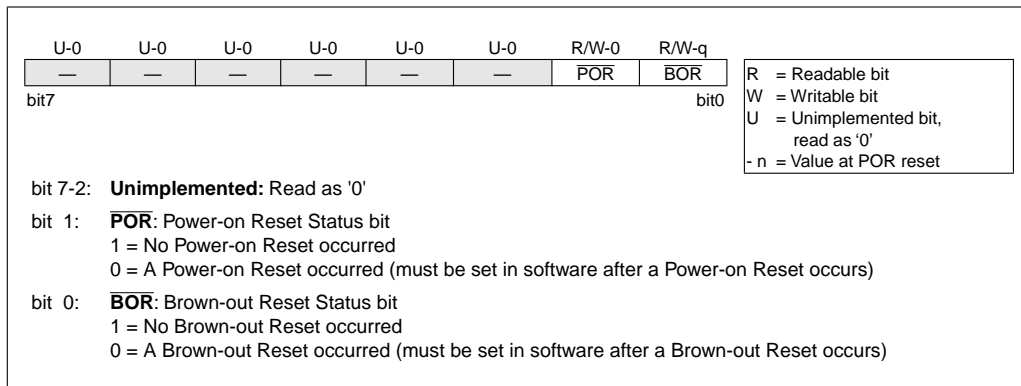 U-0 U-0 U-0 U-0 U-0 U-0 R/W-0 R/W-q
— — — — — — P̅O̅R̅ B̅O̅R̅
bit7 bit0
R = Readable bit
W = Writable bit
U = Unimplemented bit,
read as ‘0’
- n = Value at POR reset
bit 7-2: Unimplemented: Read as '0'
bit 1: P̅O̅R̅: Power-on Reset Status bit
1 = No Power-on Reset occurred
0 = A Power-on Reset occurred (must be set in software after a Power-on Reset occurs)
bit 0: B̅O̅R̅: Brown-out Reset Status bit
1 = No Brown-out Reset occurred
0 = A Brown-out Reset occurred (must be set in software after a Brown-out Reset occurs)